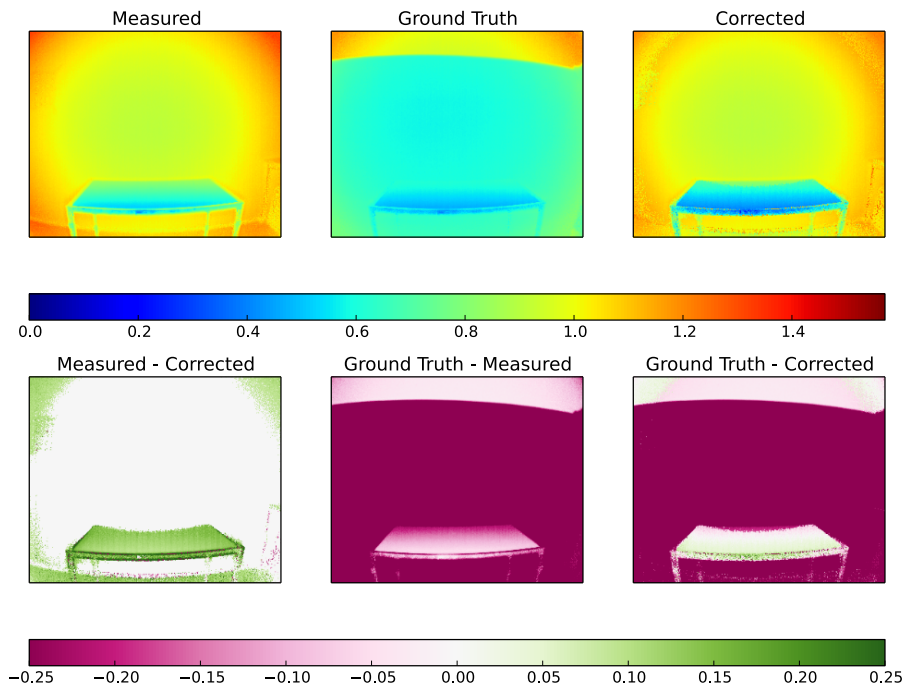 Measured Ground Truth Corrected
0.0 0.2 0.4 0.6 0.8 1.0 1.2 1.4
Measured - Corrected Ground Truth - Measured Ground Truth - Corrected
−0.25 −0.20 −0.15 −0.10 −0.05 0.00 0.05 0.10 0.15 0.20 0.25